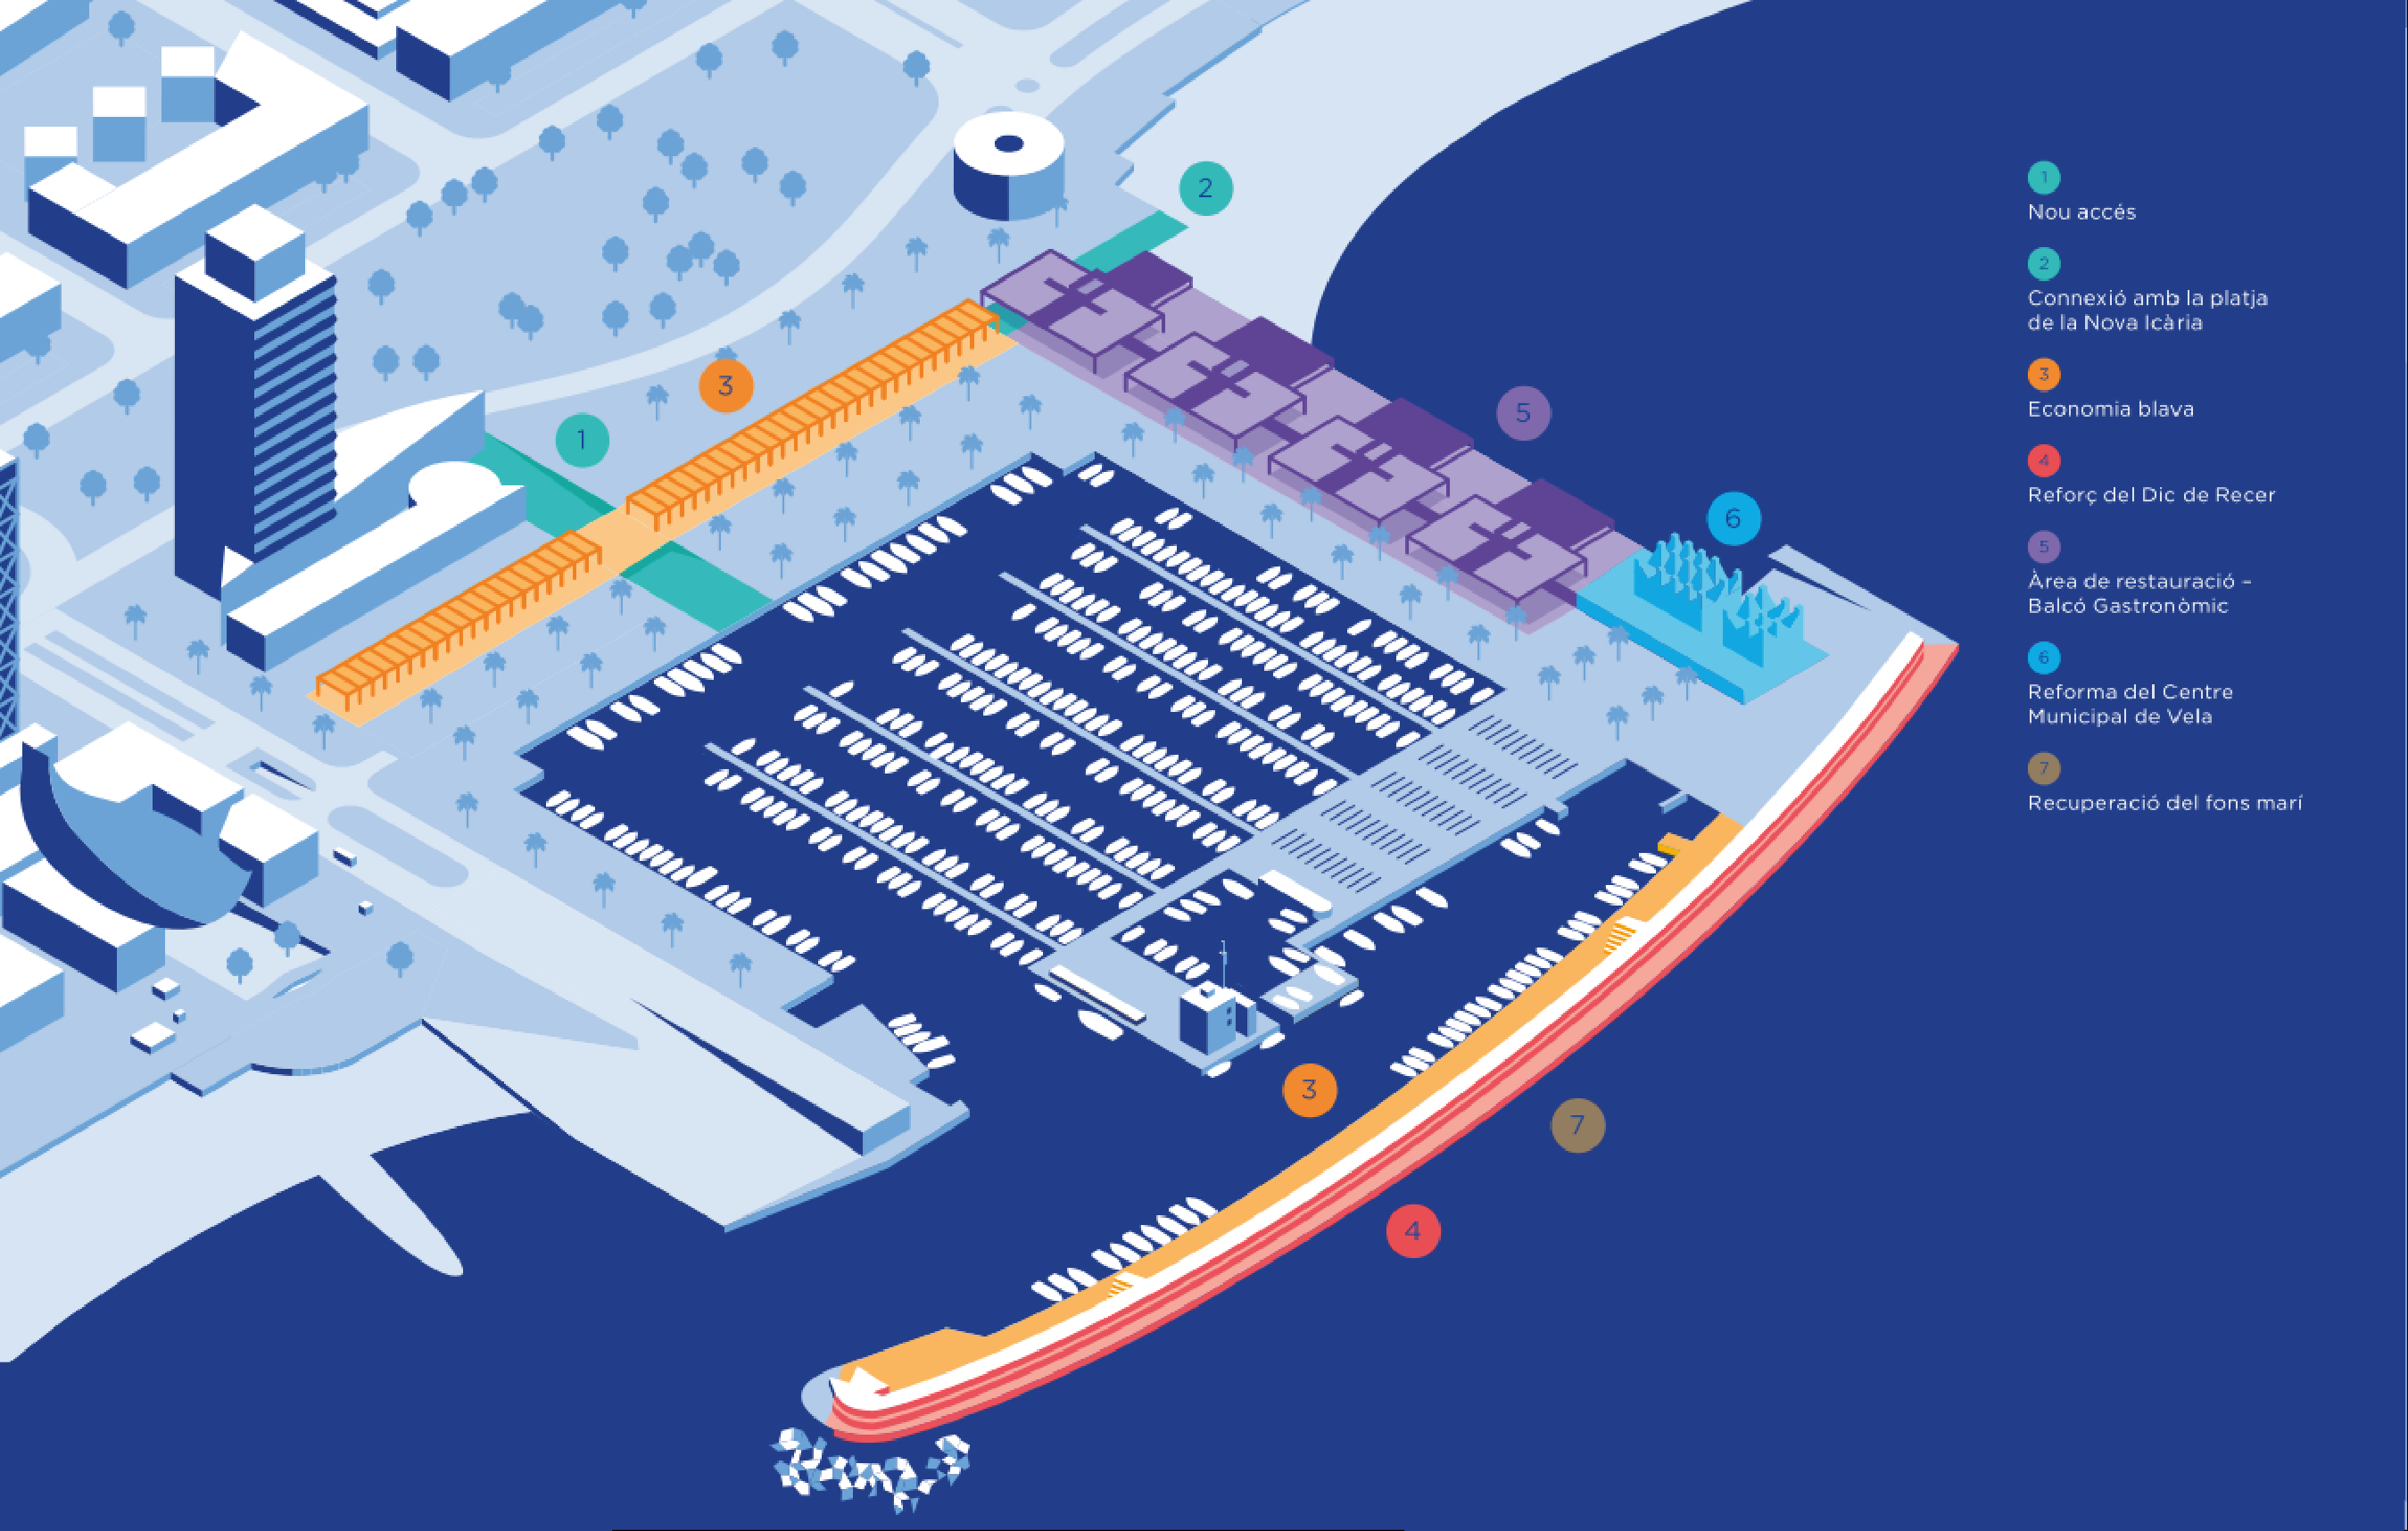 2
3
1
5
6
3
7
4
1
Nou accés
2
Connexió amb la platja
de la Nova Icària
3
Economia blava
4
Reforç del Dic de Recer
5
Àrea de restauració –
Balcó Gastronòmic
6
Reforma del Centre
Municipal de Vela
7
Recuperació del fons marí